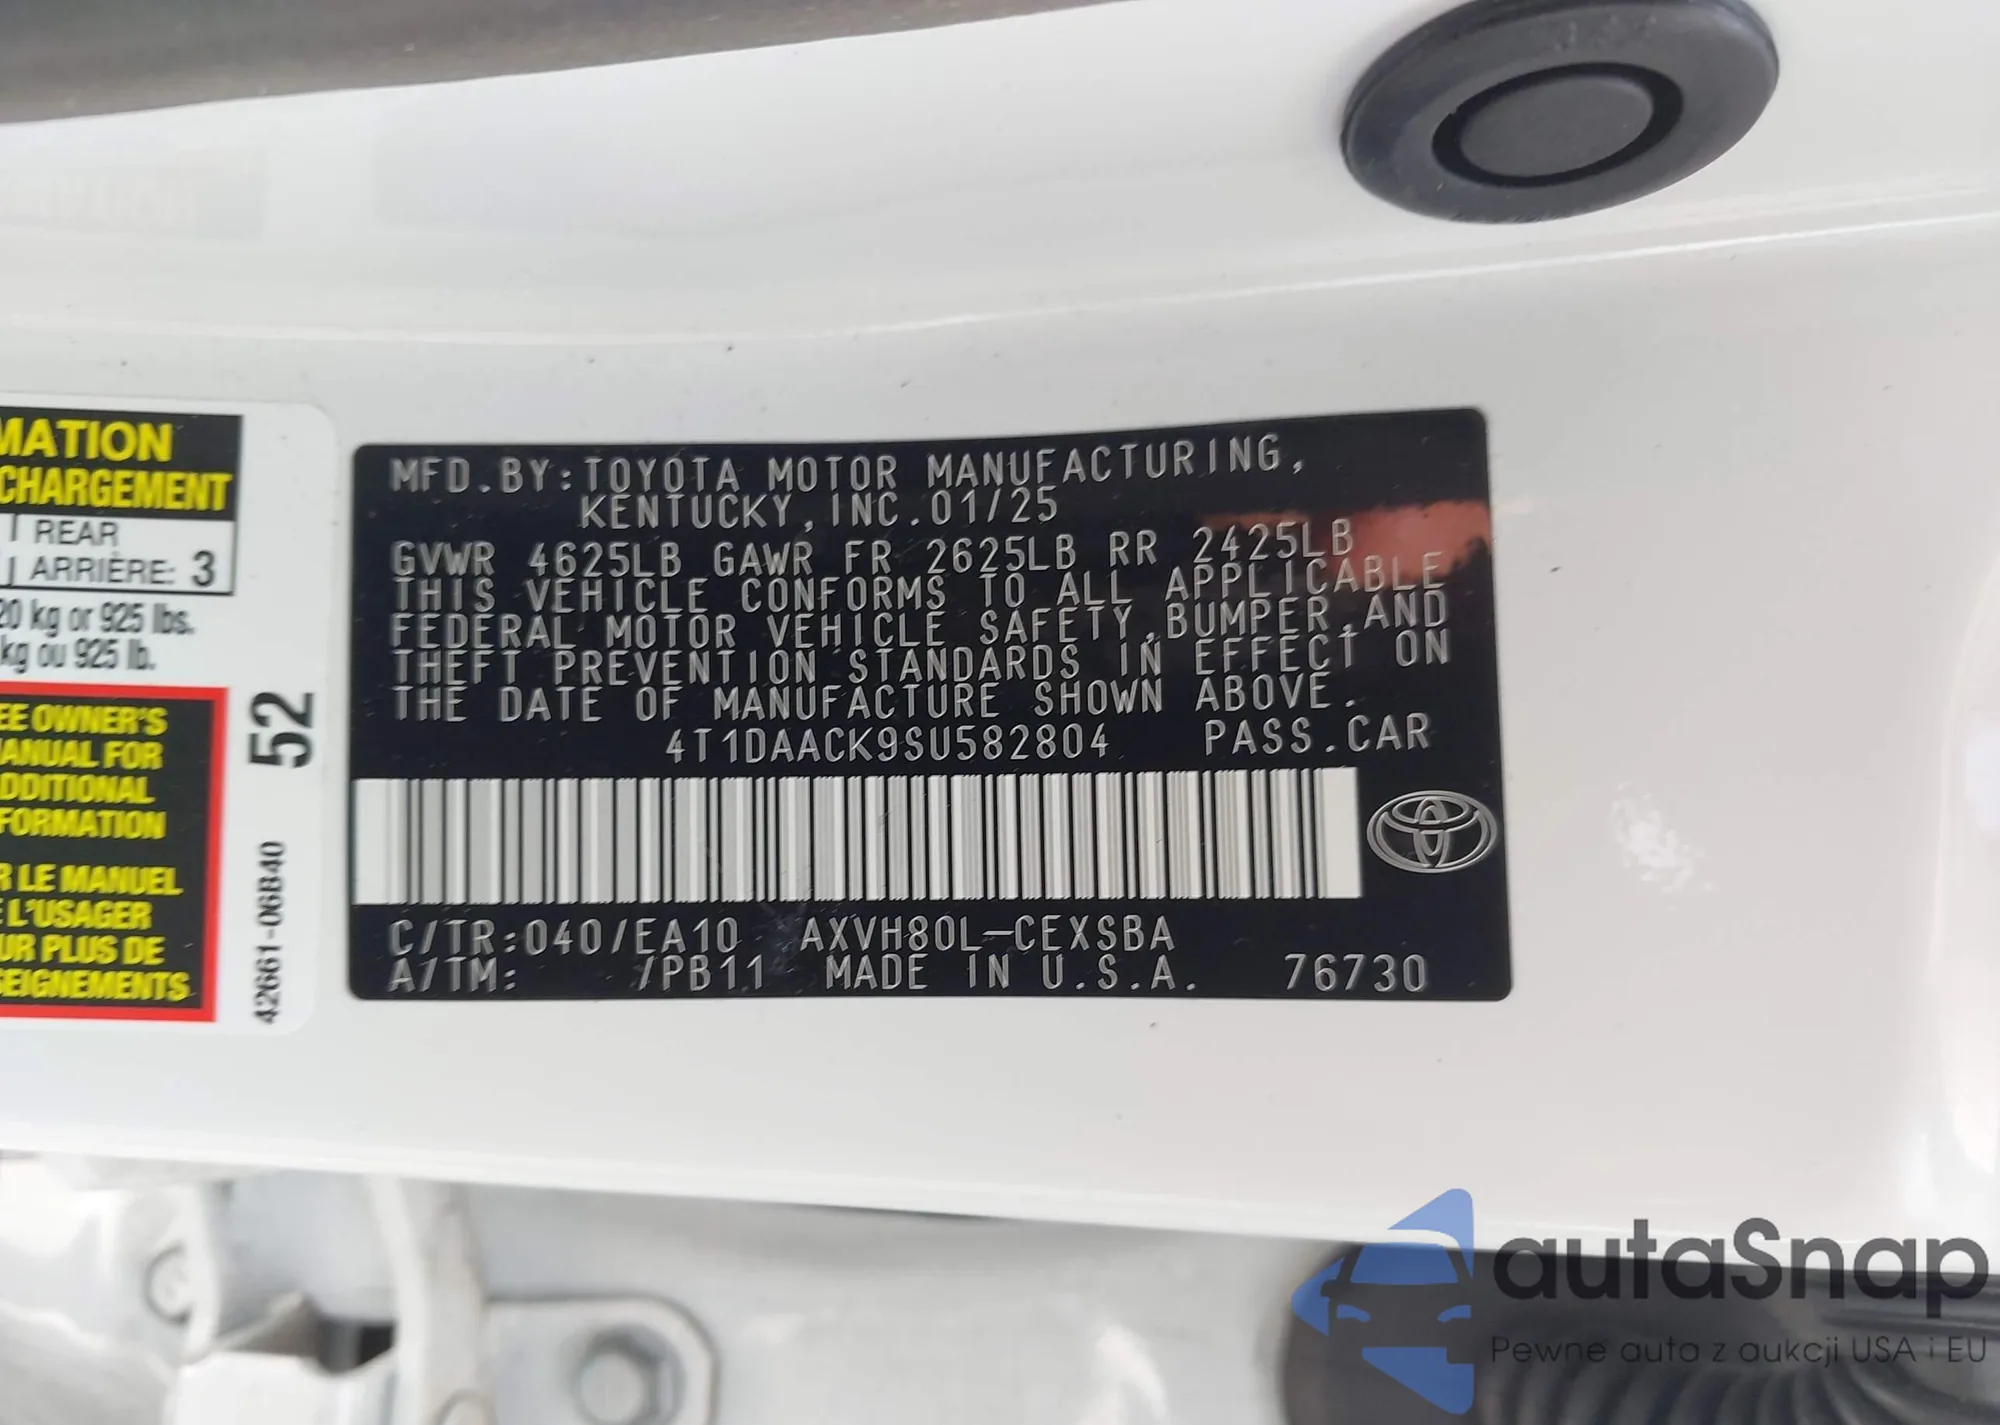 MATION
CHARGEMENT
REAR
ARRIÈRE: 3
20 kg or 925 lbs.
kg ou 925 lb.
EE OWNER'S
ANUAL FOR
DDITIONAL
FORMATION
R LE MANUEL
E L'USAGER
UR PLUS DE
SEIGNEMENTS
52
42661-06B40
MFD.BY:TOYOTA MOTOR MANUFACTURING,
KENTUCKY,INC.01/25
GVWR 4625LB GAWR FR 2625LB RR 2425LB
THIS VEHICLE CONFORMS TO ALL APPLICABLE
FEDERAL MOTOR VEHICLE SAFETY,BUMPER,AND
THEFT PREVENTION STANDARDS IN EFFECT ON
THE DATE OF MANUFACTURE SHOWN ABOVE.
4T1DAACK9SU582804 PASS.CAR
C/TR:040/EA10 AXVH80L-CEXSBA
A/TM: /PB11 MADE IN U.S.A. 76730
autaSnap
Pewne auta z aukcji USA i EU